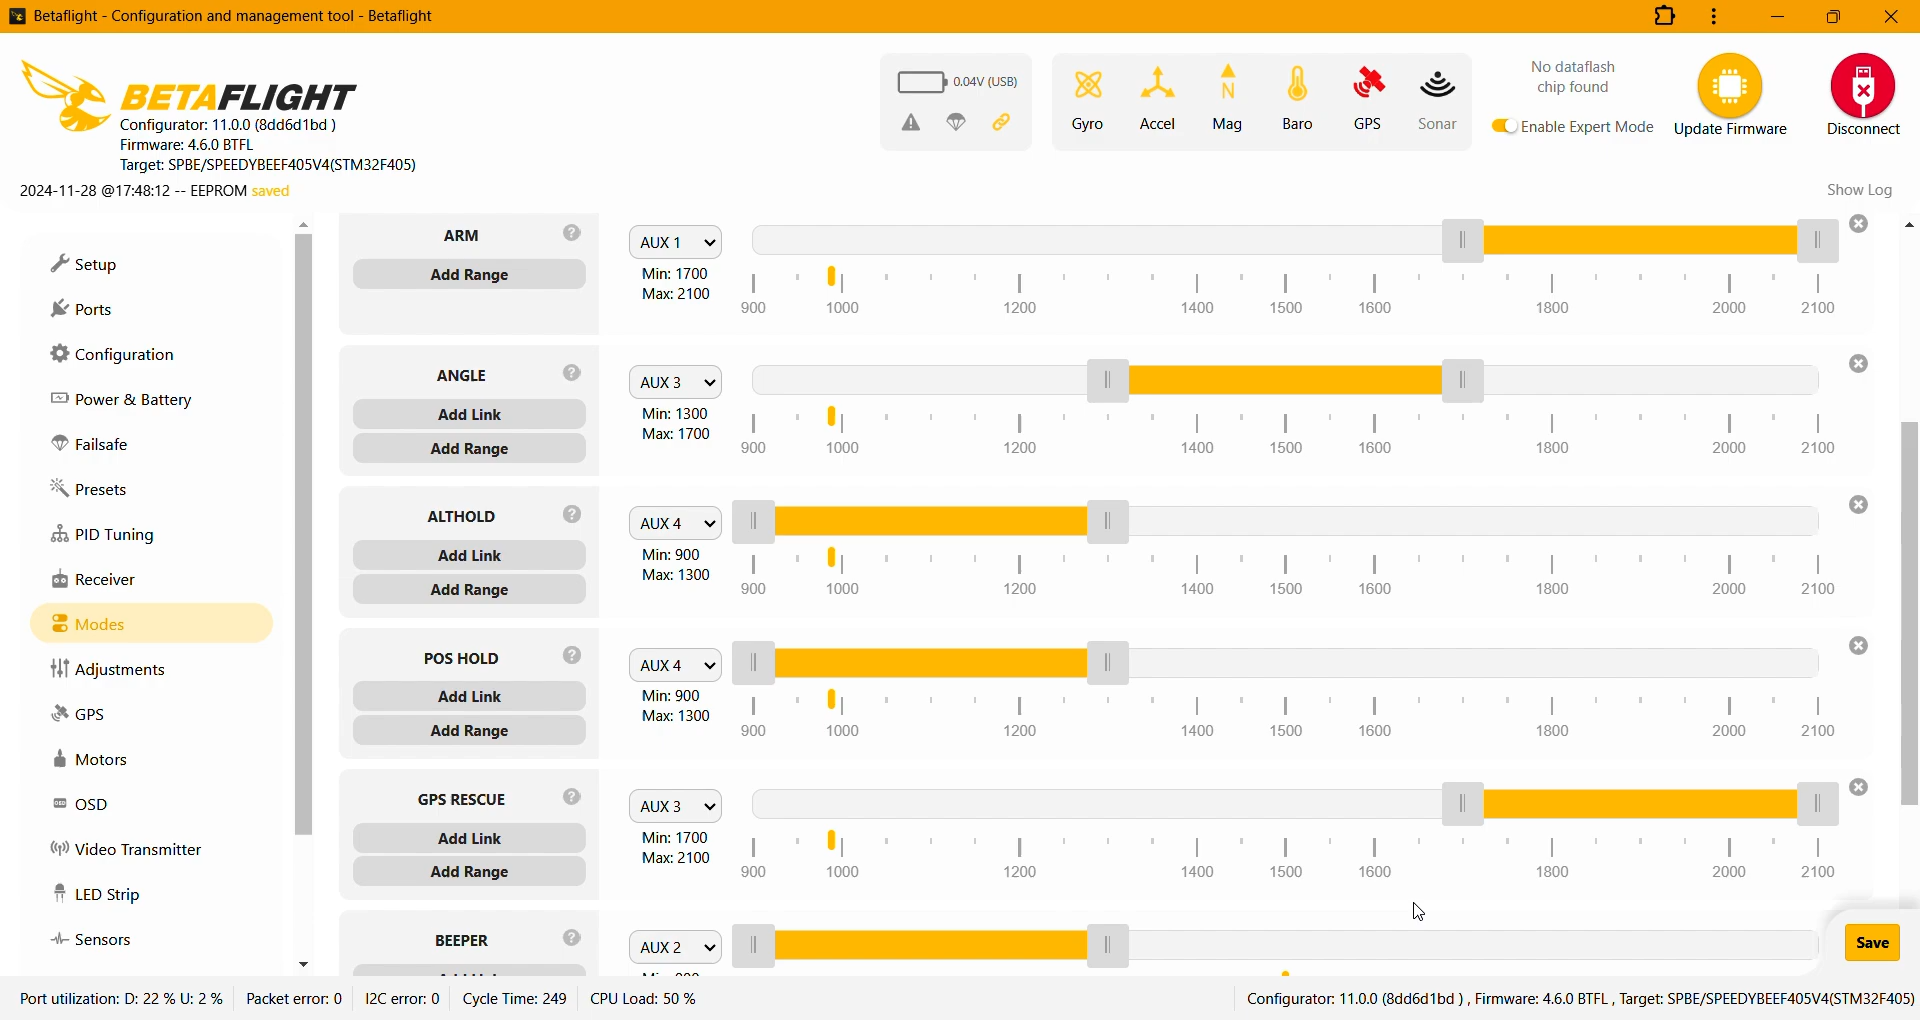 Betaflight - Configuration and management tool - Betaflight
BETAFLIGHT
Configurator: 11.0.0 (8dd6d1bd )
Firmware: 4.6.0 BTFL
Target: SPBE/SPEEDYBEEF405V4(STM32F405)
0.04V (USB)
Gyro
Accel
N
Mag
Baro
GPS
Sonar
No dataflash
chip found
Enable Expert Mode
Update Firmware
Disconnect
2024-11-28 @17:48:12 -- EEPROM saved
Show Log
Setup
Ports
Configuration
Power & Battery
Failsafe
Presets
PID Tuning
Receiver
Modes
Adjustments
GPS
Motors
OSD
Video Transmitter
LED Strip
Sensors
ARM
Add Range
AUX 1
Min: 1700
Max: 2100
900 1000 1200 1400 1500 1600 1800 2000 2100
ANGLE
Add Link
Add Range
AUX 3
Min: 1300
Max: 1700
900 1000 1200 1400 1500 1600 1800 2000 2100
ALTHOLD
Add Link
Add Range
AUX 4
Min: 900
Max: 1300
900 1000 1200 1400 1500 1600 1800 2000 2100
POS HOLD
Add Link
Add Range
AUX 4
Min: 900
Max: 1300
900 1000 1200 1400 1500 1600 1800 2000 2100
GPS RESCUE
Add Link
Add Range
AUX 3
Min: 1700
Max: 2100
900 1000 1200 1400 1500 1600 1800 2000 2100
BEEPER
AUX 2
Save
Port utilization: D: 22 % U: 2 % Packet error: 0 I2C error: 0 Cycle Time: 249 CPU Load: 50 %
Configurator: 11.0.0 (8dd6d1bd ) , Firmware: 4.6.0 BTFL , Target: SPBE/SPEEDYBEEF405V4(STM32F405)